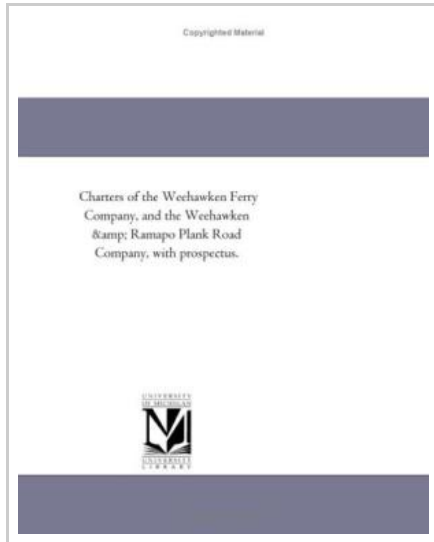 Copyrighted Material
Charters of the Weehawken Ferry
Company, and the Weehawken
&amp; Ramapo Plank Road
Company, with prospectus.
UNIVERSITY
OF MICHIGAN
M
UNIVERSITY
LIBRARY